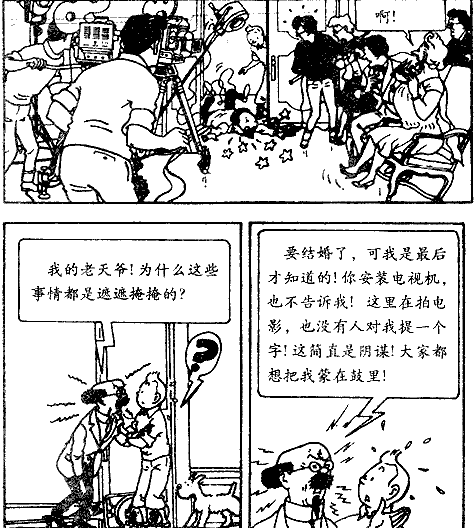 啊!
我的老天爷!为什么这些
事情都是遮遮掩掩的?
?
要结婚了，可我是最后
才知道的!你安装电视机，
也不告诉我! 这里在拍电
影，也没有人对我提一个
字!这简直是阴谋!大家都
想把我蒙在鼓里!